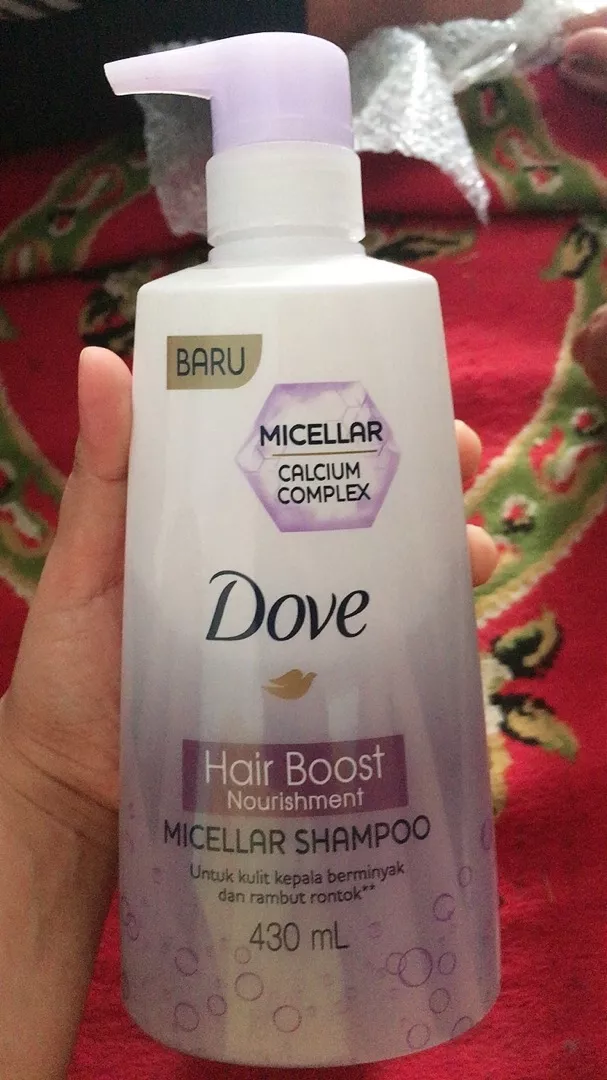 BARU
MICELLAR
CALCIUM
COMPLEX
Dove
Hair Boost
Nourishment
MICELLAR SHAMPOO
Untuk kulit kepala berminyak
dan rambut rontok**
430 mL